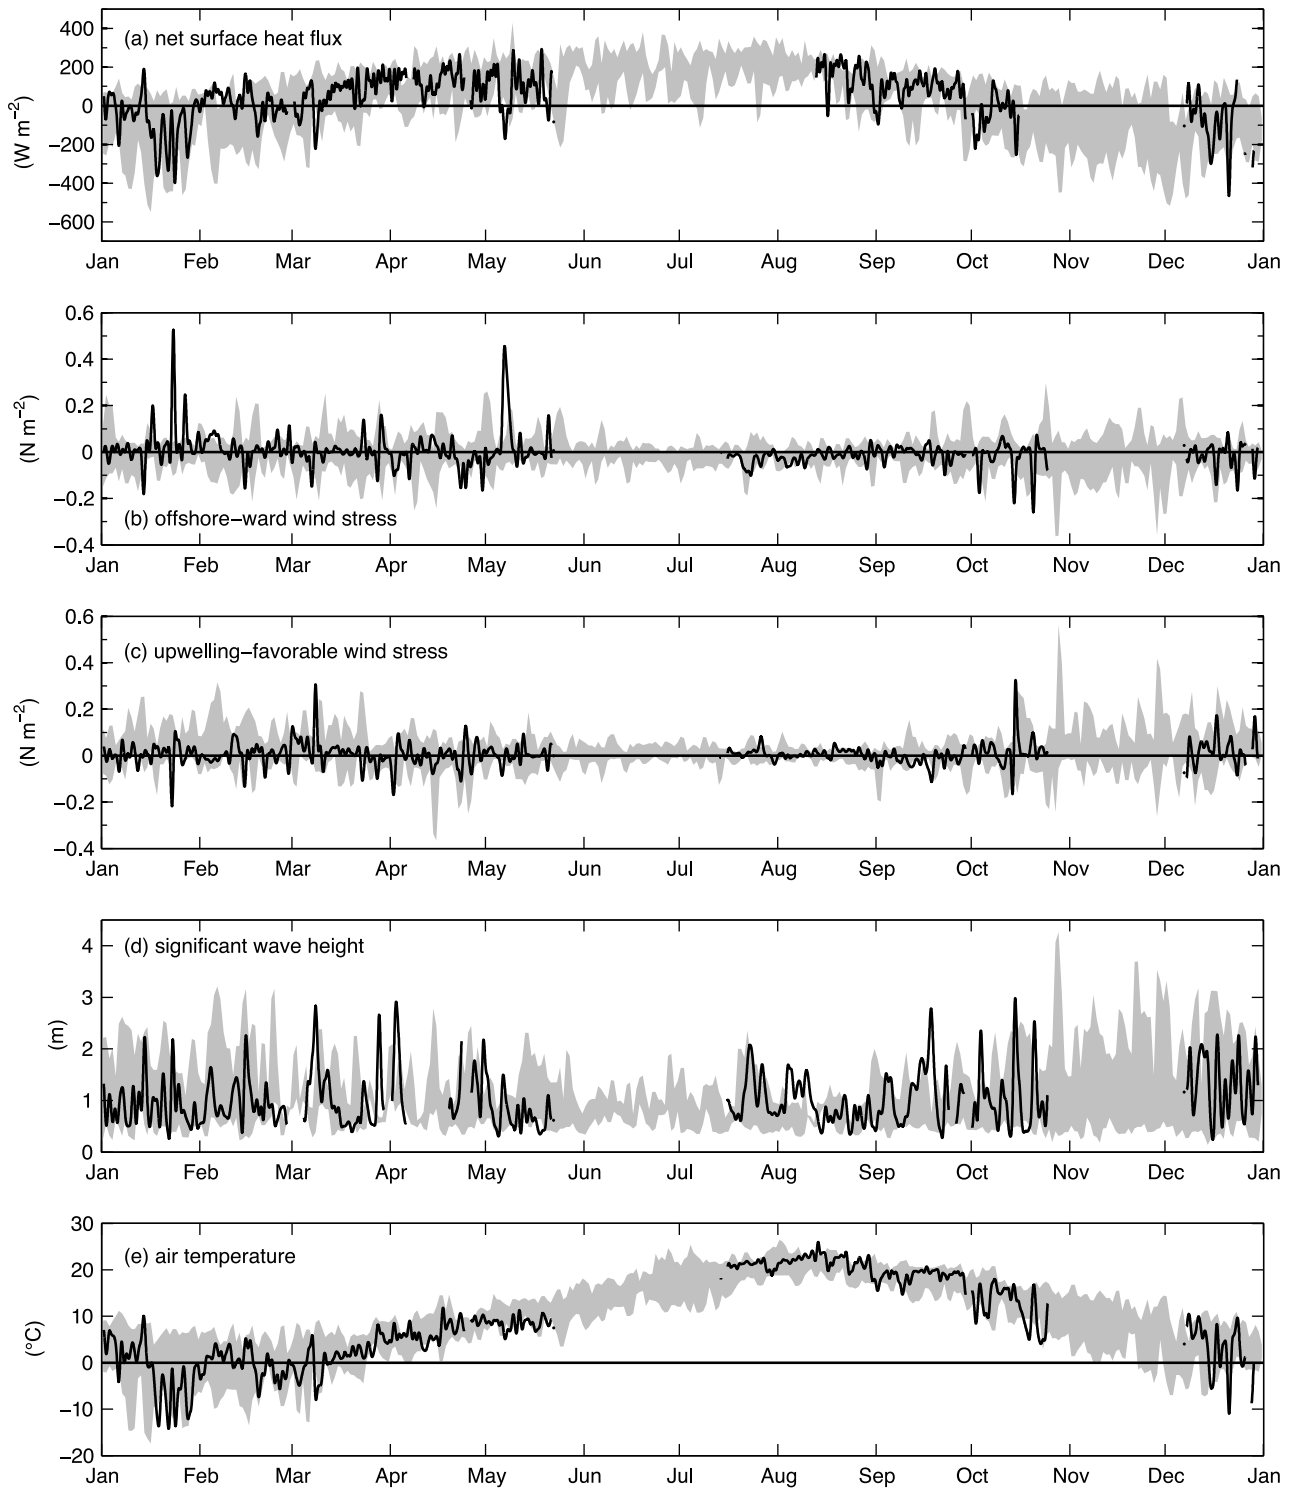 (a) net surface heat flux
(W m−2)
400
200
0
−200
−400
−600
Jan Feb Mar Apr May Jun Jul Aug Sep Oct Nov Dec Jan
(b) offshore−ward wind stress
(N m−2)
0.6
0.4
0.2
0
−0.2
−0.4
Jan Feb Mar Apr May Jun Jul Aug Sep Oct Nov Dec Jan
(c) upwelling−favorable wind stress
(N m−2)
0.6
0.4
0.2
0
−0.2
−0.4
Jan Feb Mar Apr May Jun Jul Aug Sep Oct Nov Dec Jan
(d) significant wave height
(m)
4
3
2
1
0
Jan Feb Mar Apr May Jun Jul Aug Sep Oct Nov Dec Jan
(e) air temperature
(°C)
30
20
10
0
−10
−20
Jan Feb Mar Apr May Jun Jul Aug Sep Oct Nov Dec Jan